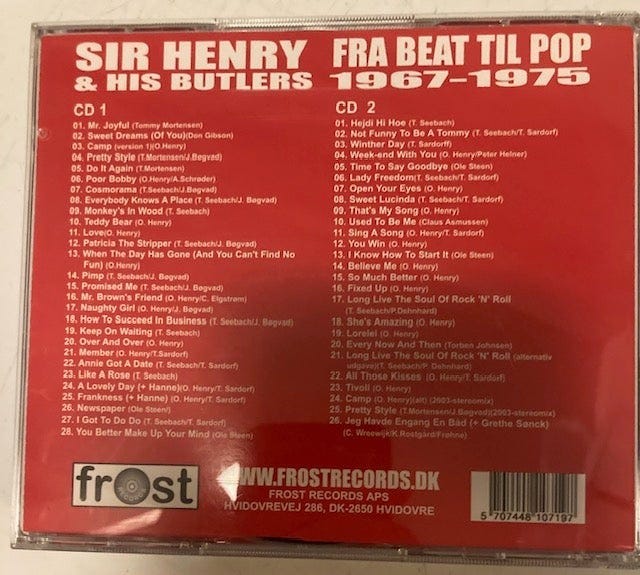 SIR HENRY
& HIS BUTLERS
FRA BEAT TIL POP
1967-1975
CD 1
01. Mr. Joyful (Tommy Mortensen)
02. Sweet Dreams (Of You)(Don Gibson)
03. Camp (version 1)(O.Henry)
04. Pretty Style (T.Mortensen/J.Bøgvad)
05. Do It Again (T.Mortensen)
06. Poor Bobby (O.Henry/A.Schrøder)
07. Cosmorama (T.Seebach/J.Bøgvad)
08. Everybody Knows A Place (T. Seebach/J. Bøgvad)
09. Monkey's In Wood (T. Seebach)
10. Teddy Bear (O. Henry)
11. Love(O. Henry)
12. Patricia The Stripper (T. Seebach/J. Bøgvad)
13. When The Day Has Gone (And You Can't Find No
Fun) (O.Henry)
14. Pimp (T. Seebach/J. Bøgvad)
15. Promised Me (T. Seebach/J. Bøgvad)
16. Mr. Brown's Friend (O. Henry/C. Elgstrøm)
17. Naughty Girl (O. Henry/J. Bøgvad)
18. How To Succeed In Business (T. Seebach/J. Bøgvad)
19. Keep On Waiting (T. Seebach)
20. Over And Over (O. Henry)
21. Member (O. Henry/T.Sardorf)
22. Annie Got A Date (T. Seebach/T. Sardorf)
23. Like A Rose (T. Seebach)
24. A Lovely Day (+ Hanne)(O. Henry/T. Sardorf)
25. Frankness (+ Hanne) (O. Henry/T. Sardorf)
26. Newspaper (Ole Steen/)
27. I Got To Do Do (T. Seebach/T. Sardorf)
28. You Better Make Up Your Mind (Ole Steen)
CD 2
01. Hejdi Hi Hoe (T. Seebach)
02. Not Funny To Be A Tommy (T. Seebach/T. Sardorf)
03. Winther Day (T. Sardorff)
04. Week-end With You (O. Henry/Peter Helner)
05. Time To Say Goodbye (Ole Steen)
06. Lady Freedom(T. Seebach/T. Sardorf)
07. Open Your Eyes (O. Henry)
08. Sweet Lucinda (T. Seebach/T. Sardorf)
09. That's My Song (O. Henry)
10. Used To Be Me (Claus Asmussen)
11. Sing A Song (O. Henry/T. Sardorf)
12. You Win (O. Henry)
13. I Know How To Start It (Ole Steen)
14. Believe Me (O. Henry)
15. So Much Better (O. Henry)
16. Fixed Up (O. Henry)
17. Long Live The Soul Of Rock 'N' Roll
(T. Seebach/P.Dehnhard)
18. She's Amazing (O. Henry)
19. Lorelei (O. Henry)
20. Every Now And Then (Torben Johnsen)
21. Long Live The Soul Of Rock 'N' Roll (alternativ
udgave)(T. Seebach/P. Dehnhard)
22. All Those Kisses (O. Henry/T. Sardorf)
23. Tivoli (O. Henry)
24. Camp (O. Henry)(alt) (2003-stereomix)
25. Pretty Style (T.Mortensen/J.Bøgvad)(2003-stereomix)
26. Jeg Havde Engang En Båd (+ Grethe Sønck)
(C. Wreewijk/K.Rostgård/Frehne)
frost
RECORDS
WWW.FROSTRECORDS.DK
FROST RECORDS APS
HVIDOVREVEJ 286, DK-2650 HVIDOVRE
5 707448 107197